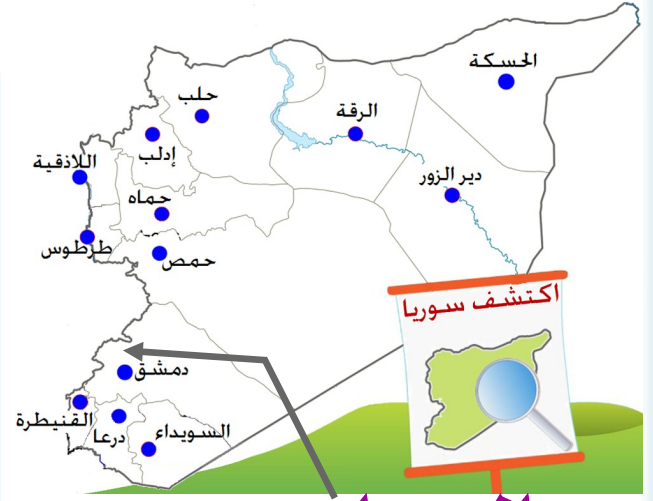 الحسكة
حلب
الرقة
إدلب
اللاذقية
دير الزور
حماه
طرطوس
حمص
اكتشف سوريا
دمشق
القنيطرة
درعا
السويداء